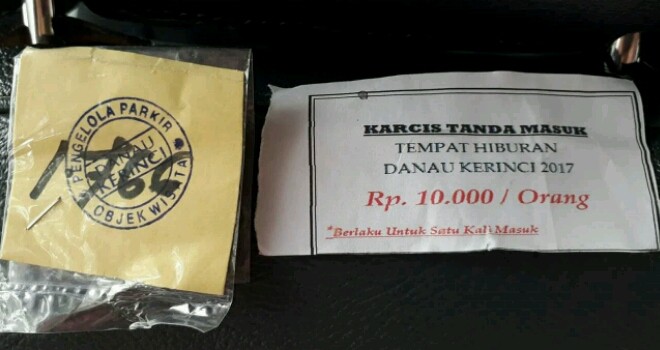 PENGELOLA PARKIR
DANAU
KERINCI
OBJEK WISATA
KARCIS TANDA MASUK
TEMPAT HIBURAN
DANAU KERINCI 2017
Rp. 10.000 / Orang
*Berlaku Untuk Satu Kali Masuk